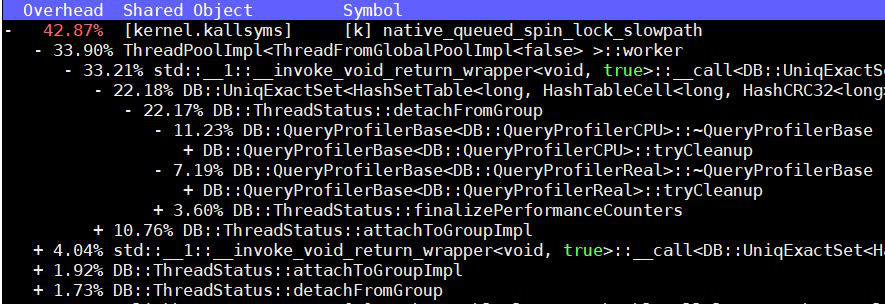 Overhead  Shared Object      Symbol
-   42.87%  [kernel.kallsyms]  [k] native_queued_spin_lock_slowpath
   - 33.90% ThreadPoolImpl<ThreadFromGlobalPoolImpl<false> >::worker
      - 33.21% std::__1::__invoke_void_return_wrapper<void, true>::__call<DB::UniqExactSe
         - 22.18% DB::UniqExactSet<HashSetTable<long, HashTableCell<long, HashCRC32<long>
            - 22.17% DB::ThreadStatus::detachFromGroup
               - 11.23% DB::QueryProfilerBase<DB::QueryProfilerCPU>::~QueryProfilerBase
                  + DB::QueryProfilerBase<DB::QueryProfilerCPU>::tryCleanup
               - 7.19% DB::QueryProfilerBase<DB::QueryProfilerReal>::~QueryProfilerBase
                  + DB::QueryProfilerBase<DB::QueryProfilerReal>::tryCleanup
               + 3.60% DB::ThreadStatus::finalizePerformanceCounters
         + 10.76% DB::ThreadStatus::attachToGroupImpl
   + 4.04% std::__1::__invoke_void_return_wrapper<void, true>::__call<DB::UniqExactSet<Ha
   + 1.92% DB::ThreadStatus::attachToGroupImpl
   + 1.73% DB::ThreadStatus::detachFromGroup